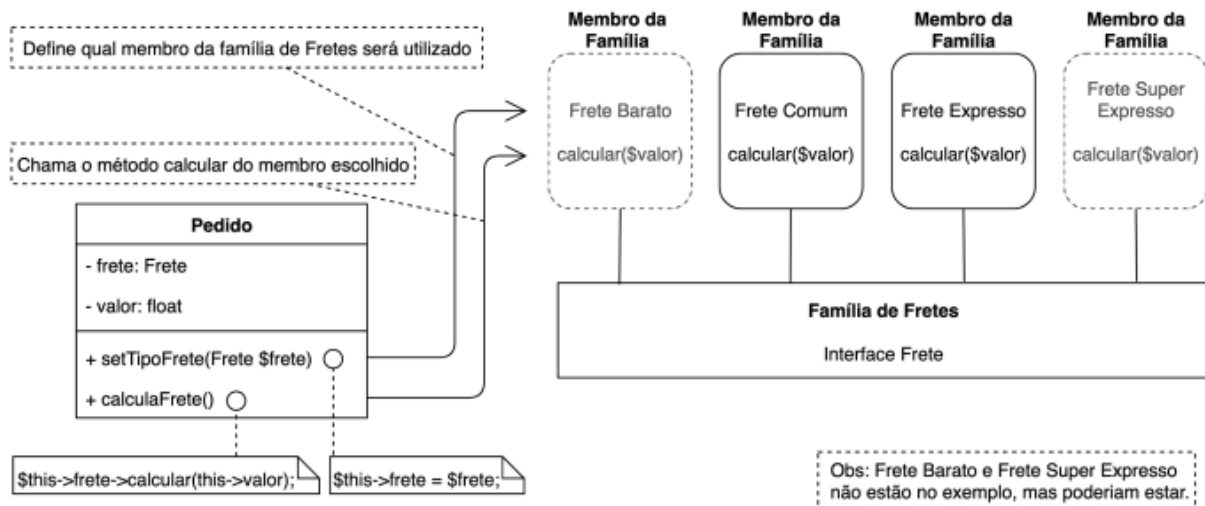 Define qual membro da família de Fretes será utilizado
Chama o método calcular do membro escolhido
Pedido
- frete: Frete
- valor: float
+ setTipoFrete(Frete $frete)
+ calculaFrete()
$this->frete->calcular(this->valor);
$this->frete = $frete;
Membro da
Família
Frete Barato
calcular($valor)
Membro da
Família
Frete Comum
calcular($valor)
Membro da
Família
Frete Expresso
calcular($valor)
Membro da
Família
Frete Super
Expresso
calcular($valor)
Família de Fretes
Interface Frete
Obs: Frete Barato e Frete Super Expresso
não estão no exemplo, mas poderiam estar.